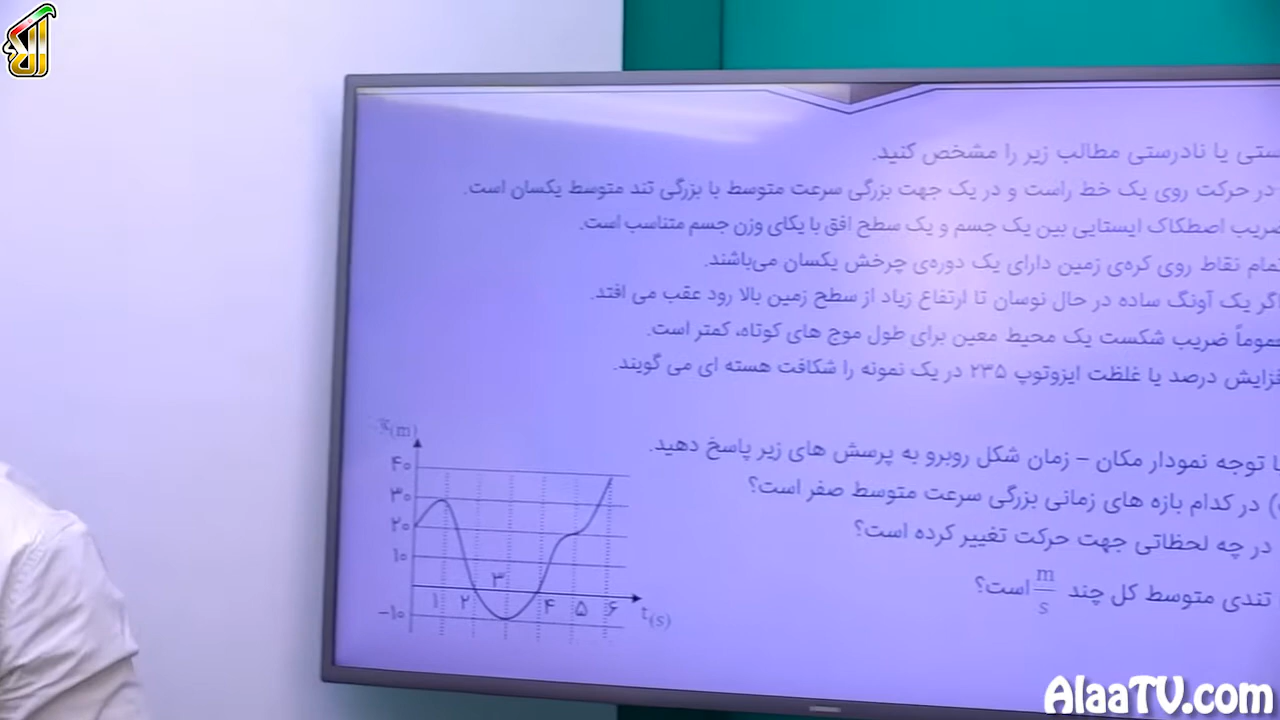 ستی یا نادرستی مطالب زیر را مشخص کنید.
در حرکت روی یک خط راست و در یک جهت بزرگی سرعت متوسط با بزرگی تند متوسط یکسان است.
ضریب اصطکاک ایستایی بین یک جسم و یک سطح افق با یکای وزن جسم متناسب است.
تمام نقاط روی کره‌ی زمین دارای یک دوره‌ی چرخش یکسان می‌باشند.
گر یک آونگ ساده در حال نوسان تا ارتفاع زیاد از سطح زمین بالا رود عقب می افتد.
عموماً ضریب شکست یک محیط معین برای طول موج های کوتاه، کمتر است.
فزایش درصد یا غلظت ایزوتوپ ۲۳۵ در یک نمونه را شکافت هسته ای می گویند.
ا توجه نمودار مکان – زمان شکل روبرو به پرسش های زیر پاسخ دهید.
) در کدام بازه های زمانی بزرگی سرعت متوسط صفر است؟
در چه لحظاتی جهت حرکت تغییر کرده است؟
تندی متوسط کل چند m/s است؟
x(m)
۴۰
۳۰
۲۰
۱۰
-۱۰
۱ ۲ ۳ ۴ ۵ ۶
t(s)
آلاء
AlaaTV.com